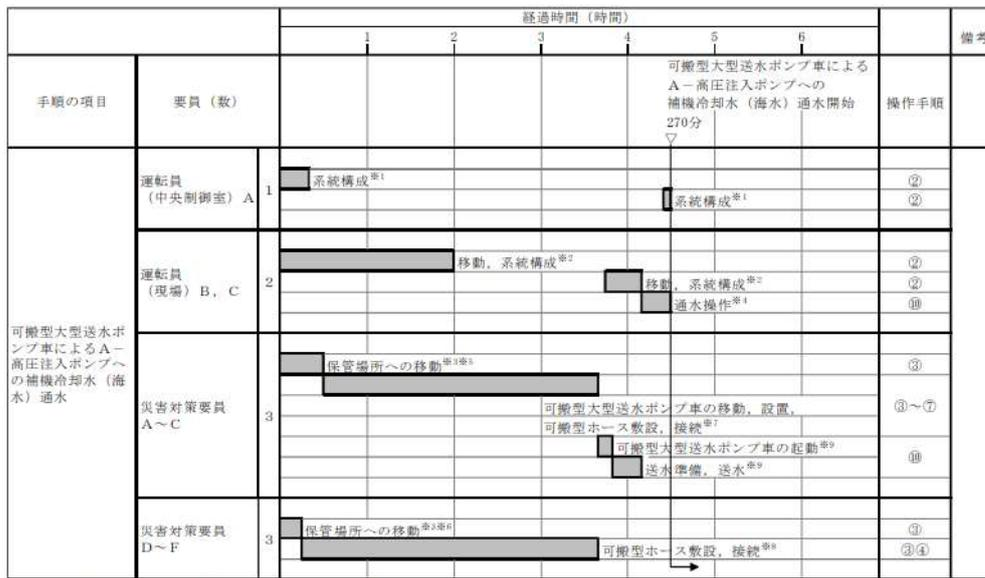 経過時間（時間）
1 2 3 4 5 6
備考
手順の項目
要員（数）
可搬型大型送水ポンプ車による
A－高圧注入ポンプへの
補機冷却水（海水）通水開始
270分
▽
操作手順
可搬型大型送水ポ
ンプ車によるA－
高圧注入ポンプへ
の補機冷却水（海
水）通水
運転員
（中央制御室）A
1
系統構成※1
②
系統構成※1
②
運転員
（現場）B，C
2
移動，系統構成※2
②
移動，系統構成※2
②
通水操作※4
⑩
災害対策要員
A～C
3
保管場所への移動※3※5
③
可搬型大型送水ポンプ車の移動，設置，
可搬型ホース敷設，接続※7
③～⑦
可搬型大型送水ポンプ車の起動※9
送水準備，送水※9
⑩
災害対策要員
D～F
3
保管場所への移動※3※6
③
可搬型ホース敷設，接続※8
③④